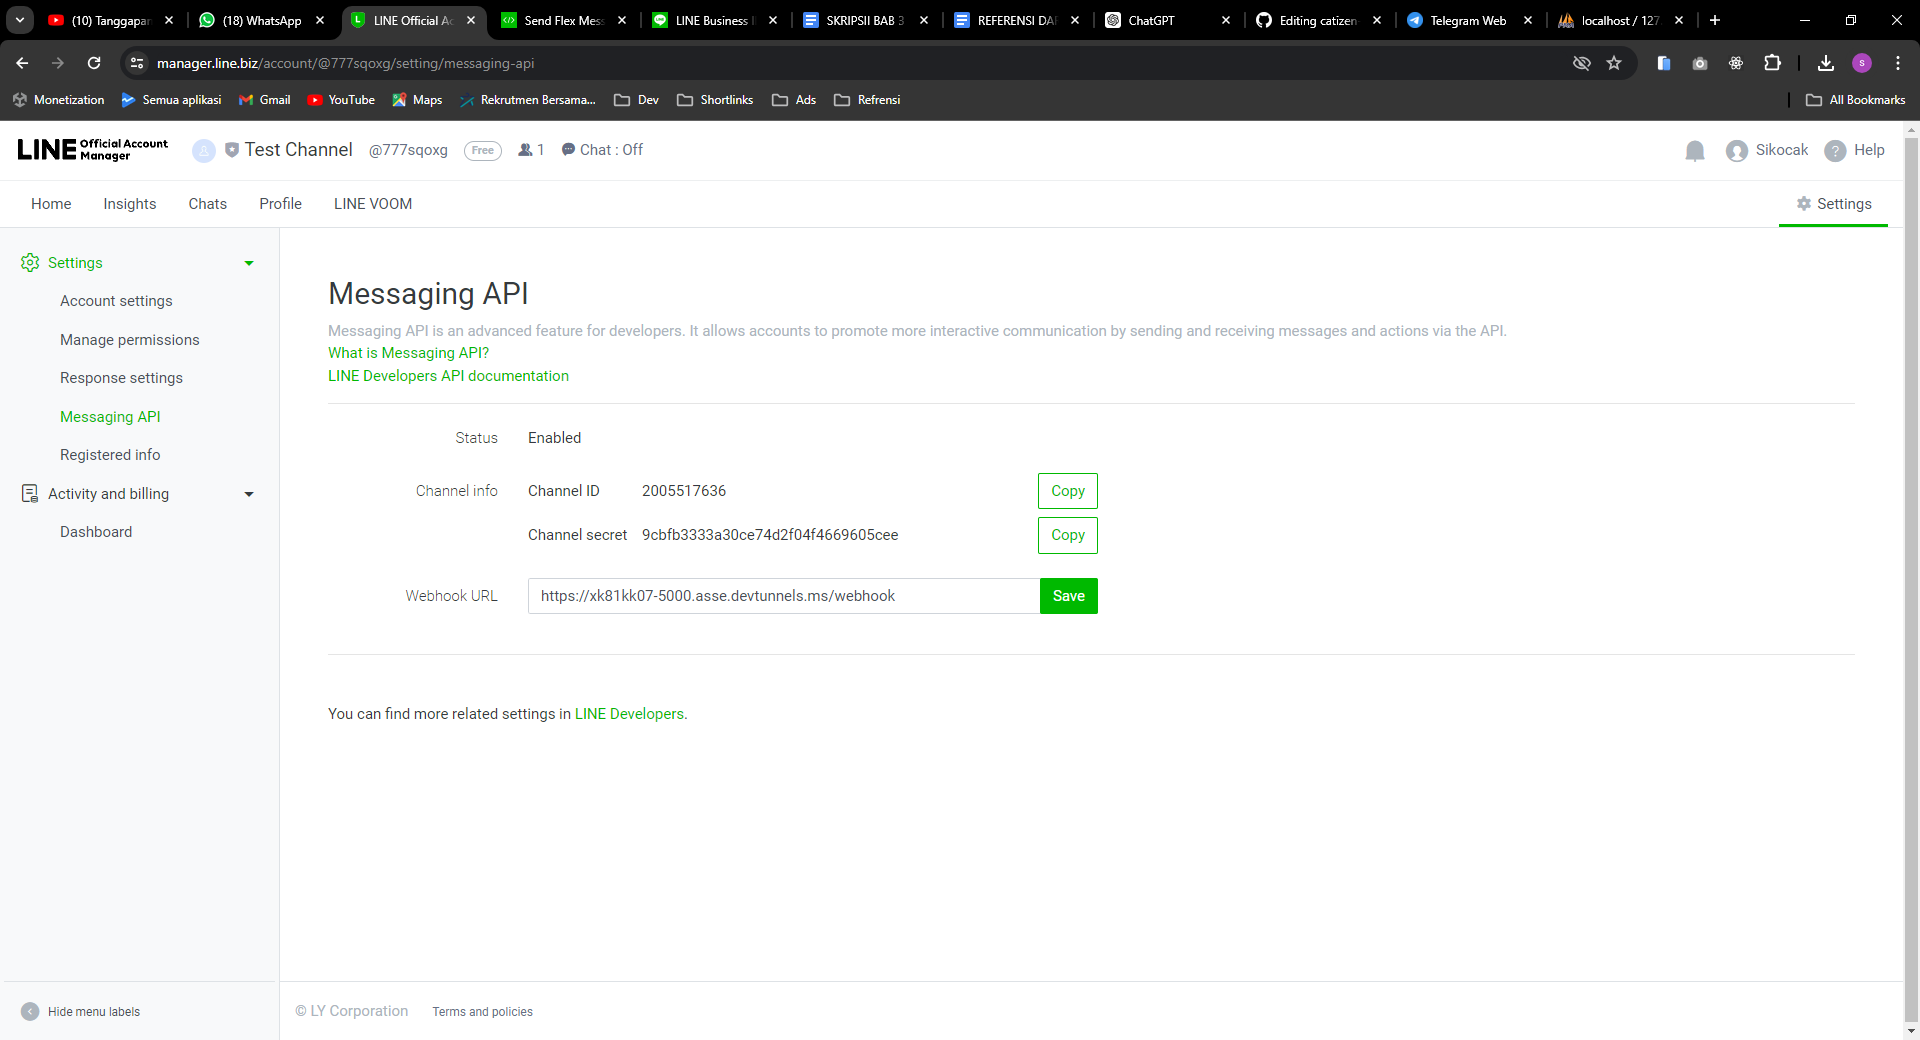 (10) Tanggapan
(18) WhatsApp
LINE Official Ac
Send Flex Mess
LINE Business I
SKRIPSII BAB 3
REFERENSI DAF
ChatGPT
Editing catizen
Telegram Web
localhost / 127.
manager.line.biz/account/@777sqoxg/setting/messaging-api
Monetization
Semua aplikasi
Gmail
YouTube
Maps
Rekrutmen Bersama...
Dev
Shortlinks
Ads
Refrensi
All Bookmarks
LINE Official Account Manager
Test Channel
@777sqoxg
Free
1
Chat : Off
Sikocak
? Help
Home
Insights
Chats
Profile
LINE VOOM
Settings
Settings
Account settings
Manage permissions
Response settings
Messaging API
Registered info
Activity and billing
Dashboard
Messaging API
Messaging API is an advanced feature for developers. It allows accounts to promote more interactive communication by sending and receiving messages and actions via the API.
What is Messaging API?
LINE Developers API documentation
Status Enabled
Channel info Channel ID 2005517636 Copy
Channel secret 9cbfb3333a30ce74d2f04f4669605cee Copy
Webhook URL https://xk81kk07-5000.asse.devtunnels.ms/webhook Save
You can find more related settings in LINE Developers.
Hide menu labels
© LY Corporation
Terms and policies